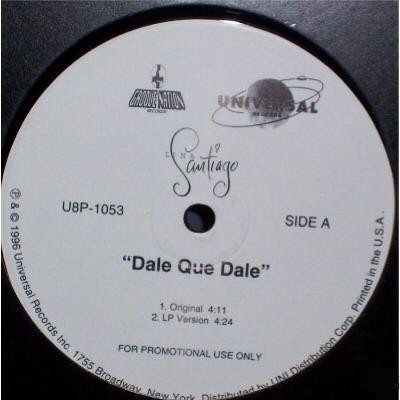 GROOVE NATION
RECORDS
UNIVERSAL
RECORDS
LINA
Santiago
U8P-1053
SIDE A
"Dale Que Dale"
1. Original 4:11
2. LP Version 4:24
FOR PROMOTIONAL USE ONLY
℗ & © 1996 Universal Records Inc. 1755 Broadway, New York. Distributed by UNI Distribution Corp. Printed in the U.S.A.